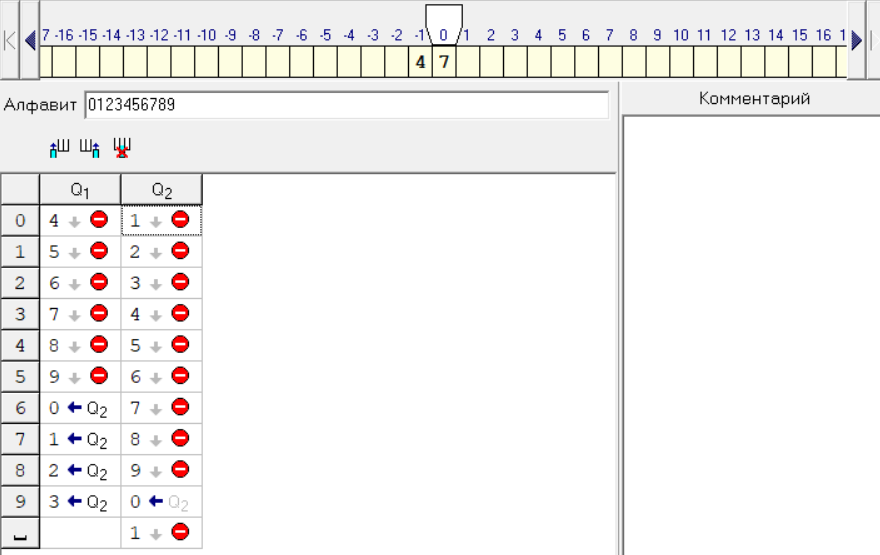 7 -16 -15 -14 -13 -12 -11 -10 -9 -8 -7 -6 -5 -4 -3 -2 -1 0 1 2 3 4 5 6 7 8 9 10 11 12 13 14 15 16 1
4 7
Алфавит 0123456789
Комментарий
Q1 Q2
0 4 1
1 5 2
2 6 3
3 7 4
4 8 5
5 9 6
6 0 ← Q2 7
7 1 ← Q2 8
8 2 ← Q2 9
9 3 ← Q2 0 ← Q2
␣ 1